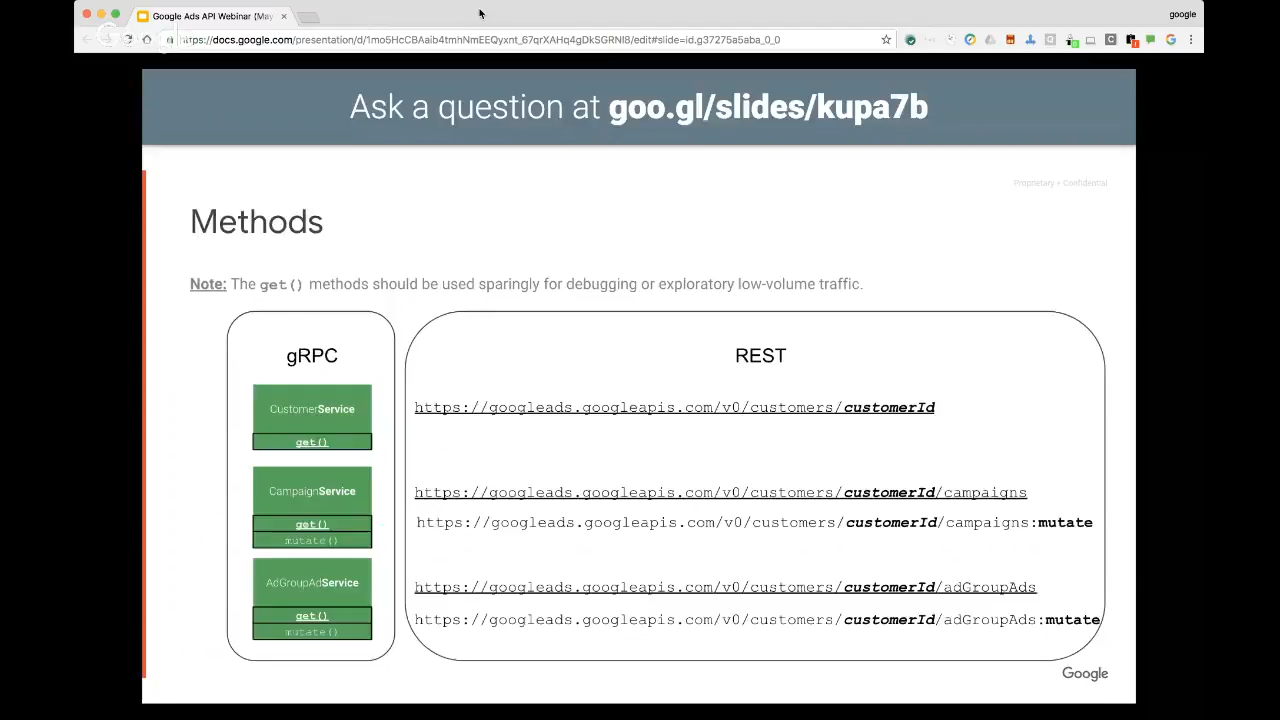 Google Ads API Webinar (May
google
https://docs.google.com/presentation/d/1mo5HcCBAaib4tmhNmEEQyxnt_67qrXAHq4gDkSGRNI8/edit#slide=id.g37275a5aba_0_0
Ask a question at goo.gl/slides/kupa7b
Proprietary + Confidential
Methods
Note: The get() methods should be used sparingly for debugging or exploratory low-volume traffic.
gRPC
REST
CustomerService
https://googleads.googleapis.com/v0/customers/customerId
get()
CampaignService
https://googleads.googleapis.com/v0/customers/customerId/campaigns
get()
https://googleads.googleapis.com/v0/customers/customerId/campaigns:mutate
mutate()
AdGroupAdService
https://googleads.googleapis.com/v0/customers/customerId/adGroupAds
get()
https://googleads.googleapis.com/v0/customers/customerId/adGroupAds:mutate
mutate()
Google